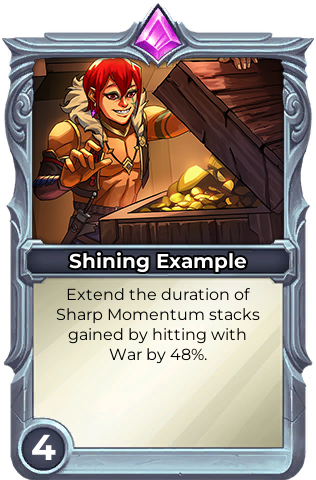 Shining Example
Extend the duration of
Sharp Momentum stacks
gained by hitting with
War by 48%.
4